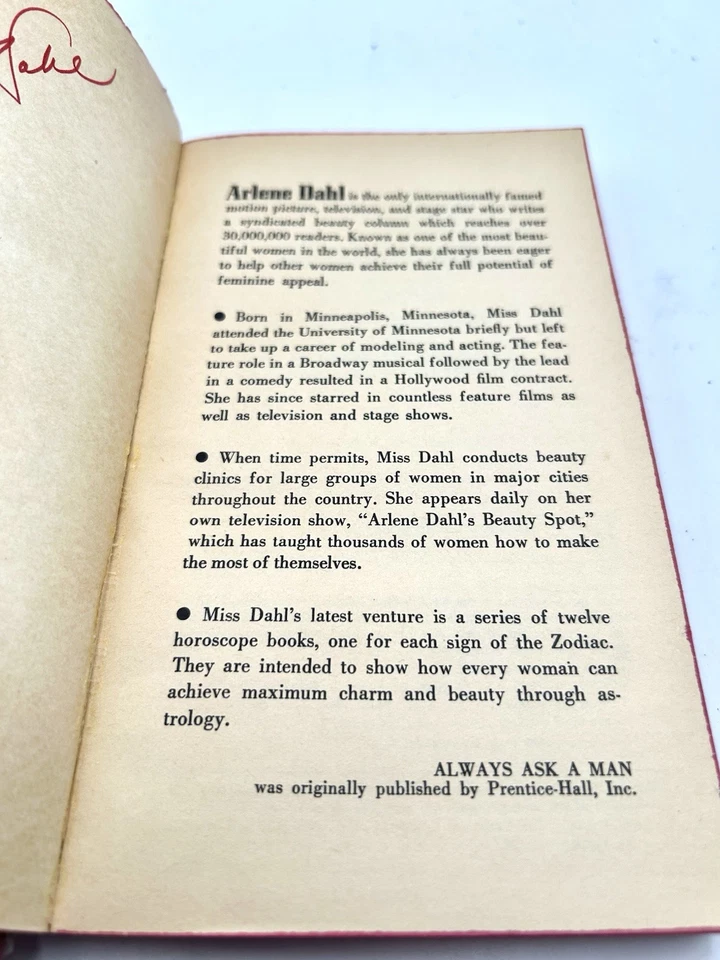 Arlene Dahl is the only internationally famed
motion picture, television, and stage star who writes
a syndicated beauty column which reaches over
30,000,000 readers. Known as one of the most beau-
tiful women in the world, she has always been eager
to help other women achieve their full potential of
feminine appeal.
● Born in Minneapolis, Minnesota, Miss Dahl
attended the University of Minnesota briefly but left
to take up a career of modeling and acting. The fea-
ture role in a Broadway musical followed by the lead
in a comedy resulted in a Hollywood film contract.
She has since starred in countless feature films as
well as television and stage shows.
● When time permits, Miss Dahl conducts beauty
clinics for large groups of women in major cities
throughout the country. She appears daily on her
own television show, “Arlene Dahl’s Beauty Spot,”
which has taught thousands of women how to make
the most of themselves.
● Miss Dahl’s latest venture is a series of twelve
horoscope books, one for each sign of the Zodiac.
They are intended to show how every woman can
achieve maximum charm and beauty through as-
trology.
ALWAYS ASK A MAN
was originally published by Prentice-Hall, Inc.